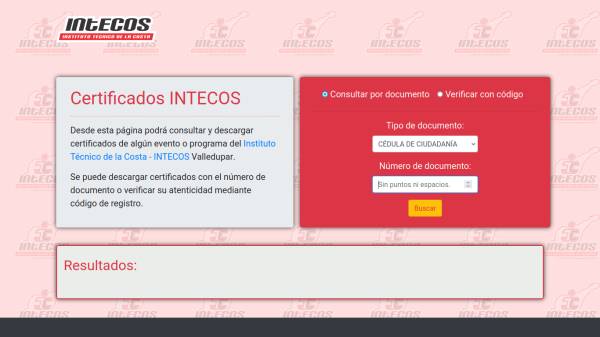 INTECOS
INSTITUTO TÉCNICO DE LA COSTA
Certificados INTECOS
Desde esta página podrá consultar y descargar
certificados de algún evento o programa del Instituto
Técnico de la Costa - INTECOS Valledupar.
Se puede descargar certificados con el número de
documento o verificar su atenticidad mediante
código de registro.
Consultar por documento Verificar con código
Tipo de documento:
CÉDULA DE CIUDADANÍA
Número de documento:
Sin puntos ni espacios.
Buscar
Resultados: